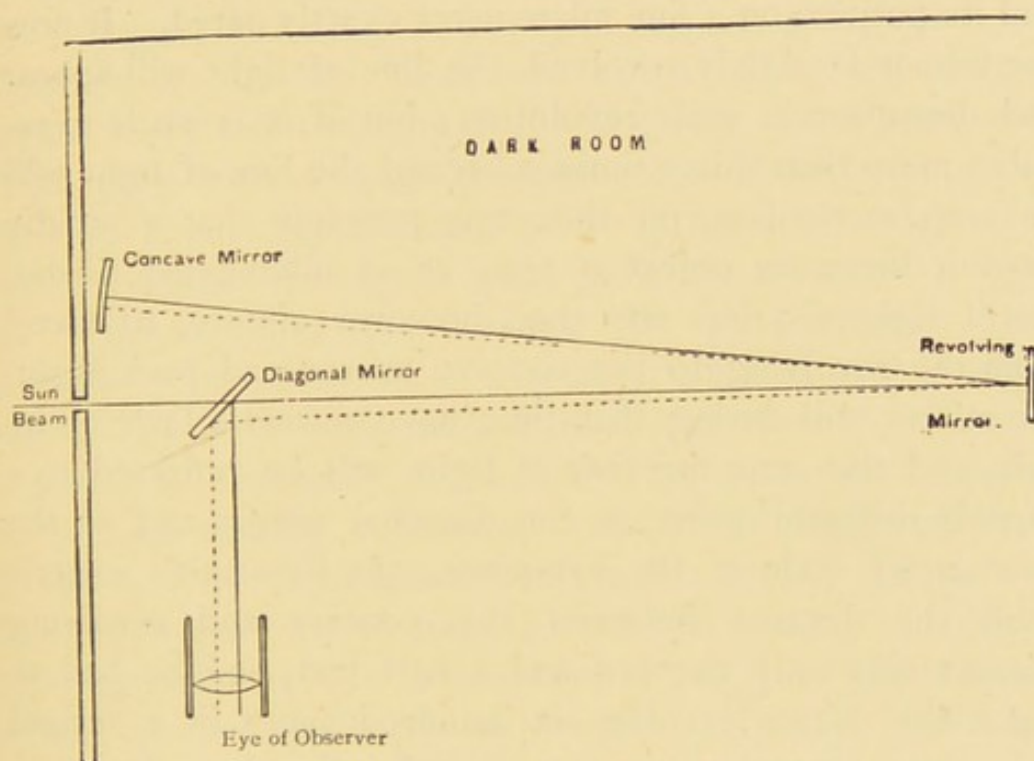 DARK ROOM
Concave Mirror
Revolving
Diagonal Mirror
Sun
Beam
Mirror.
Eye of Observer